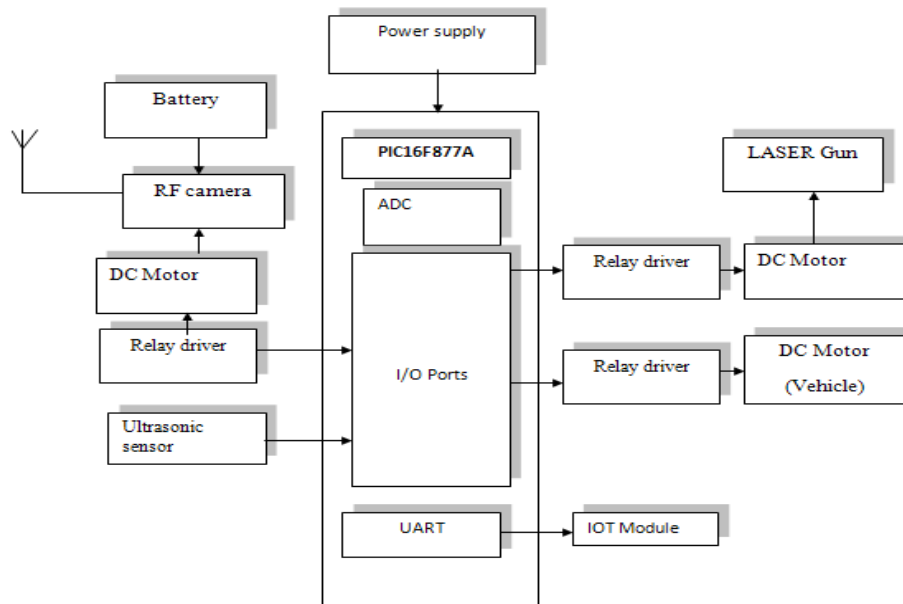 Power supply
Battery
PIC16F877A
LASER Gun
RF camera
ADC
DC Motor
Relay driver
DC Motor
Relay driver
I/O Ports
Relay driver
DC Motor
(Vehicle)
Ultrasonic
sensor
UART
IOT Module